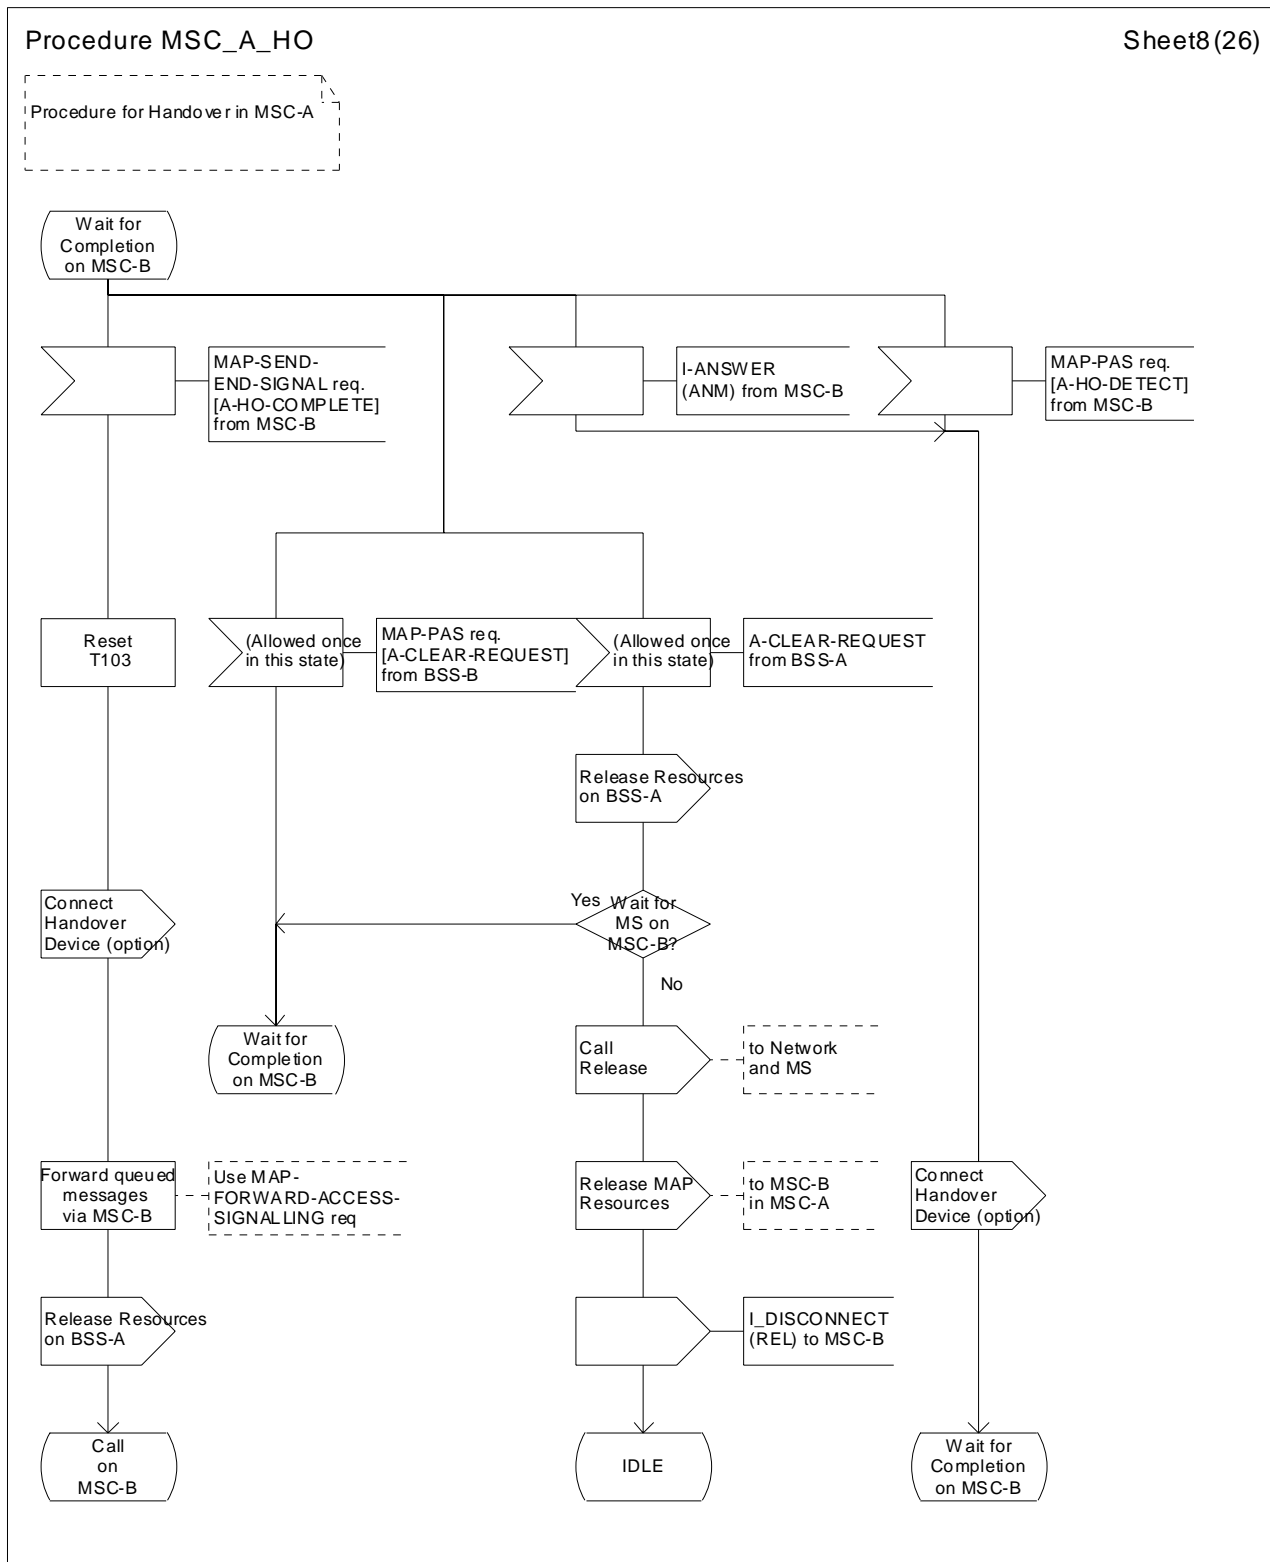 Procedure MSC_A_HO
Sheet8(26)
Procedure for Handover in MSC-A
Wait for
Completion
on MSC-B
MAP-SEND-
END-SIGNAL req.
[A-HO-COMPLETE]
from MSC-B
I-ANSWER
(ANM) from MSC-B
MAP-PAS req.
[A-HO-DETECT]
from MSC-B
Reset
T103
(Allowed once
in this state)
MAP-PAS req.
[A-CLEAR-REQUEST]
from BSS-B
(Allowed once
in this state)
A-CLEAR-REQUEST
from BSS-A
Release Resources
on BSS-A
Connect
Handover
Device (option)
Yes
Wait for
MS on
MSC-B?
No
Wait for
Completion
on MSC-B
Call
Release
to Network
and MS
Forward queued
messages
via MSC-B
Use MAP-
FORWARD-ACCESS-
SIGNALLING req
Release MAP
Resources
to MSC-B
in MSC-A
Connect
Handover
Device (option)
Release Resources
on BSS-A
I_DISCONNECT
(REL) to MSC-B
Call
on
MSC-B
IDLE
Wait for
Completion
on MSC-B